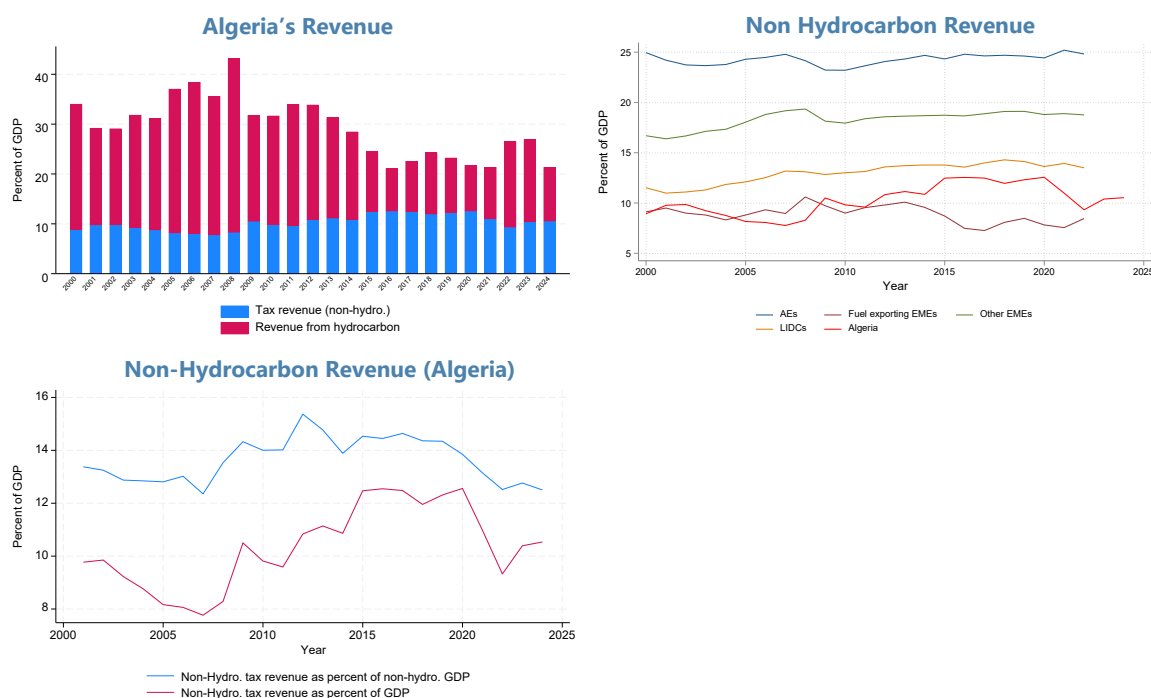 Algeria's Revenue
Percent of GDP
40
30
20
10
0
2000 2001 2002 2003 2004 2005 2006 2007 2008 2009 2010 2011 2012 2013 2014 2015 2016 2017 2018 2019 2020 2021 2022 2023 2024
Tax revenue (non-hydro.)
Revenue from hydrocarbon
Non Hydrocarbon Revenue
Percent of GDP
25
20
15
10
5
2000 2005 2010 2015 2020 2025
Year
AEs Fuel exporting EMEs Other EMEs
LIDCs Algeria
Non-Hydrocarbon Revenue (Algeria)
Percent of GDP
16
14
12
10
8
2000 2005 2010 2015 2020 2025
Year
Non-Hydro. tax revenue as percent of non-hydro. GDP
Non-Hydro. tax revenue as percent of GDP